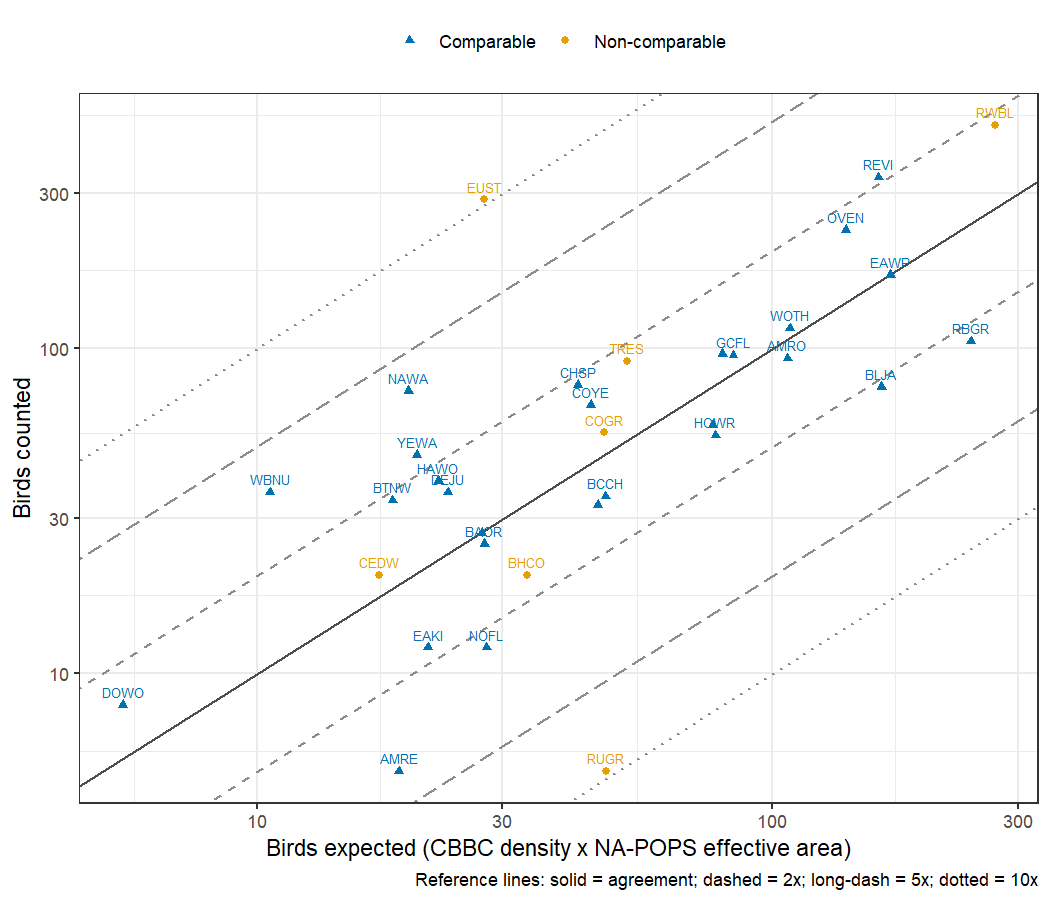 Comparable Non-comparable
Birds counted
300
100
30
10
RWBL
REVI
EUST
OVEN
EAWP
WOTH
RBGR
GCFL
AMRO
TRES
CHSP
BLJA
NAWA
COYE
COGR
HOWR
YEWA
HAWO
WBNU
DEJU
BTNW
BCCH
BAOR
CEDW
BHCO
EAKI
NOFL
DOWO
AMRE
RUGR
10 30 100 300
Birds expected (CBBC density x NA-POPS effective area)
Reference lines: solid = agreement; dashed = 2x; long-dash = 5x; dotted = 10x